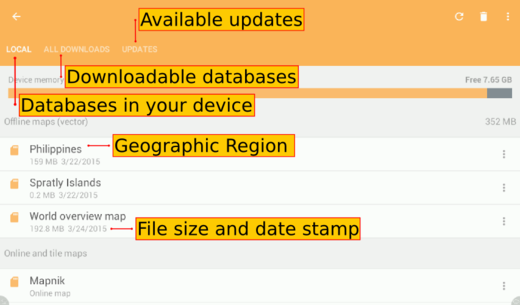 Available updates
LOCAL ALL DOWNLOADS UPDATES
Downloadable databases
Device memory Free 7.65 GB
Databases in your device
Offline maps (vector) 352 MB
Geographic Region
Philippines
159 MB 3/22/2015
Spratly Islands
0.2 MB 3/22/2015
World overview map
192.8 MB 3/24/2015
File size and date stamp
Online and tile maps
Mapnik
Online map